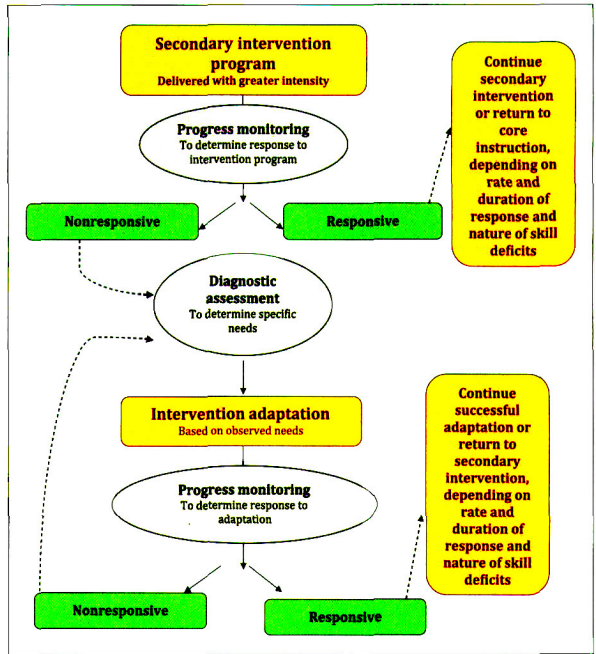 Secondary intervention
program
Delivered with greater intensity
Progress monitoring
To determine response to
intervention program
Nonresponsive
Responsive
Continue
secondary
intervention
or return to
core
instruction,
depending on
rate and
duration of
response and
nature of skill
deficits
Diagnostic
assessment
To determine specific
needs
Intervention adaptation
Based on observed needs
Progress monitoring
To determine response to
adaptation
Nonresponsive
Responsive
Continue
successful
adaptation or
return to
secondary
intervention,
depending on
rate and
duration of
response and
nature of skill
deficits